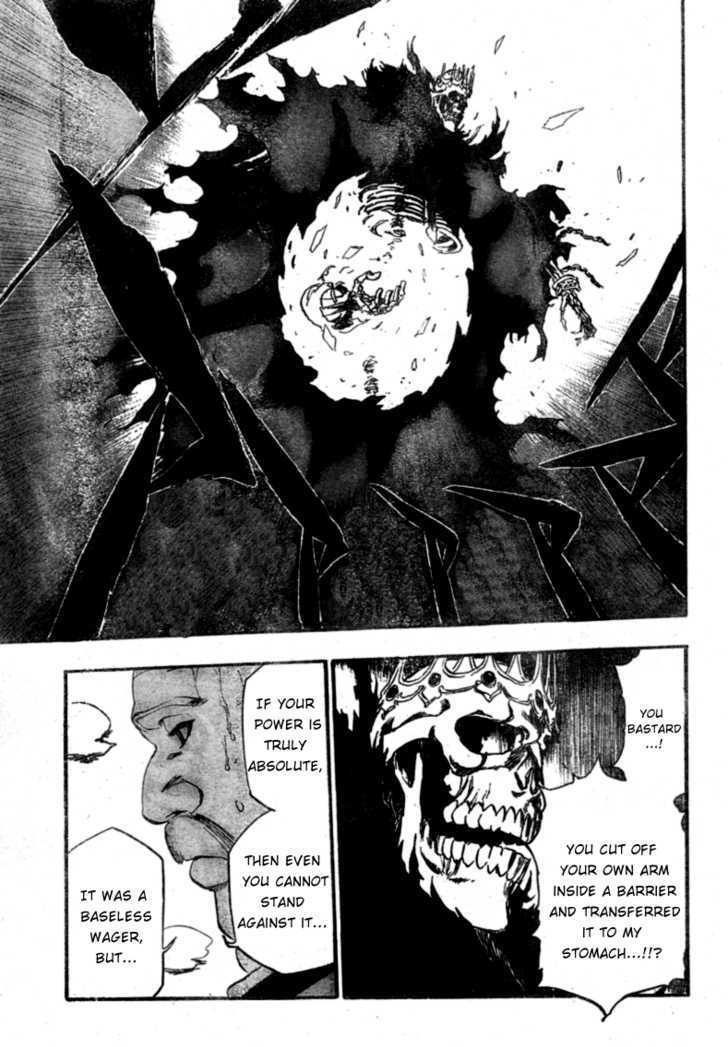 YOU
BASTARD
...!
YOU CUT OFF
YOUR OWN ARM
INSIDE A BARRIER
AND TRANSFERRED
IT TO MY
STOMACH...!!?
IF YOUR
POWER IS
TRULY
ABSOLUTE,
THEN EVEN
YOU CANNOT
STAND
AGAINST IT...
IT WAS A
BASELESS
WAGER,
BUT...